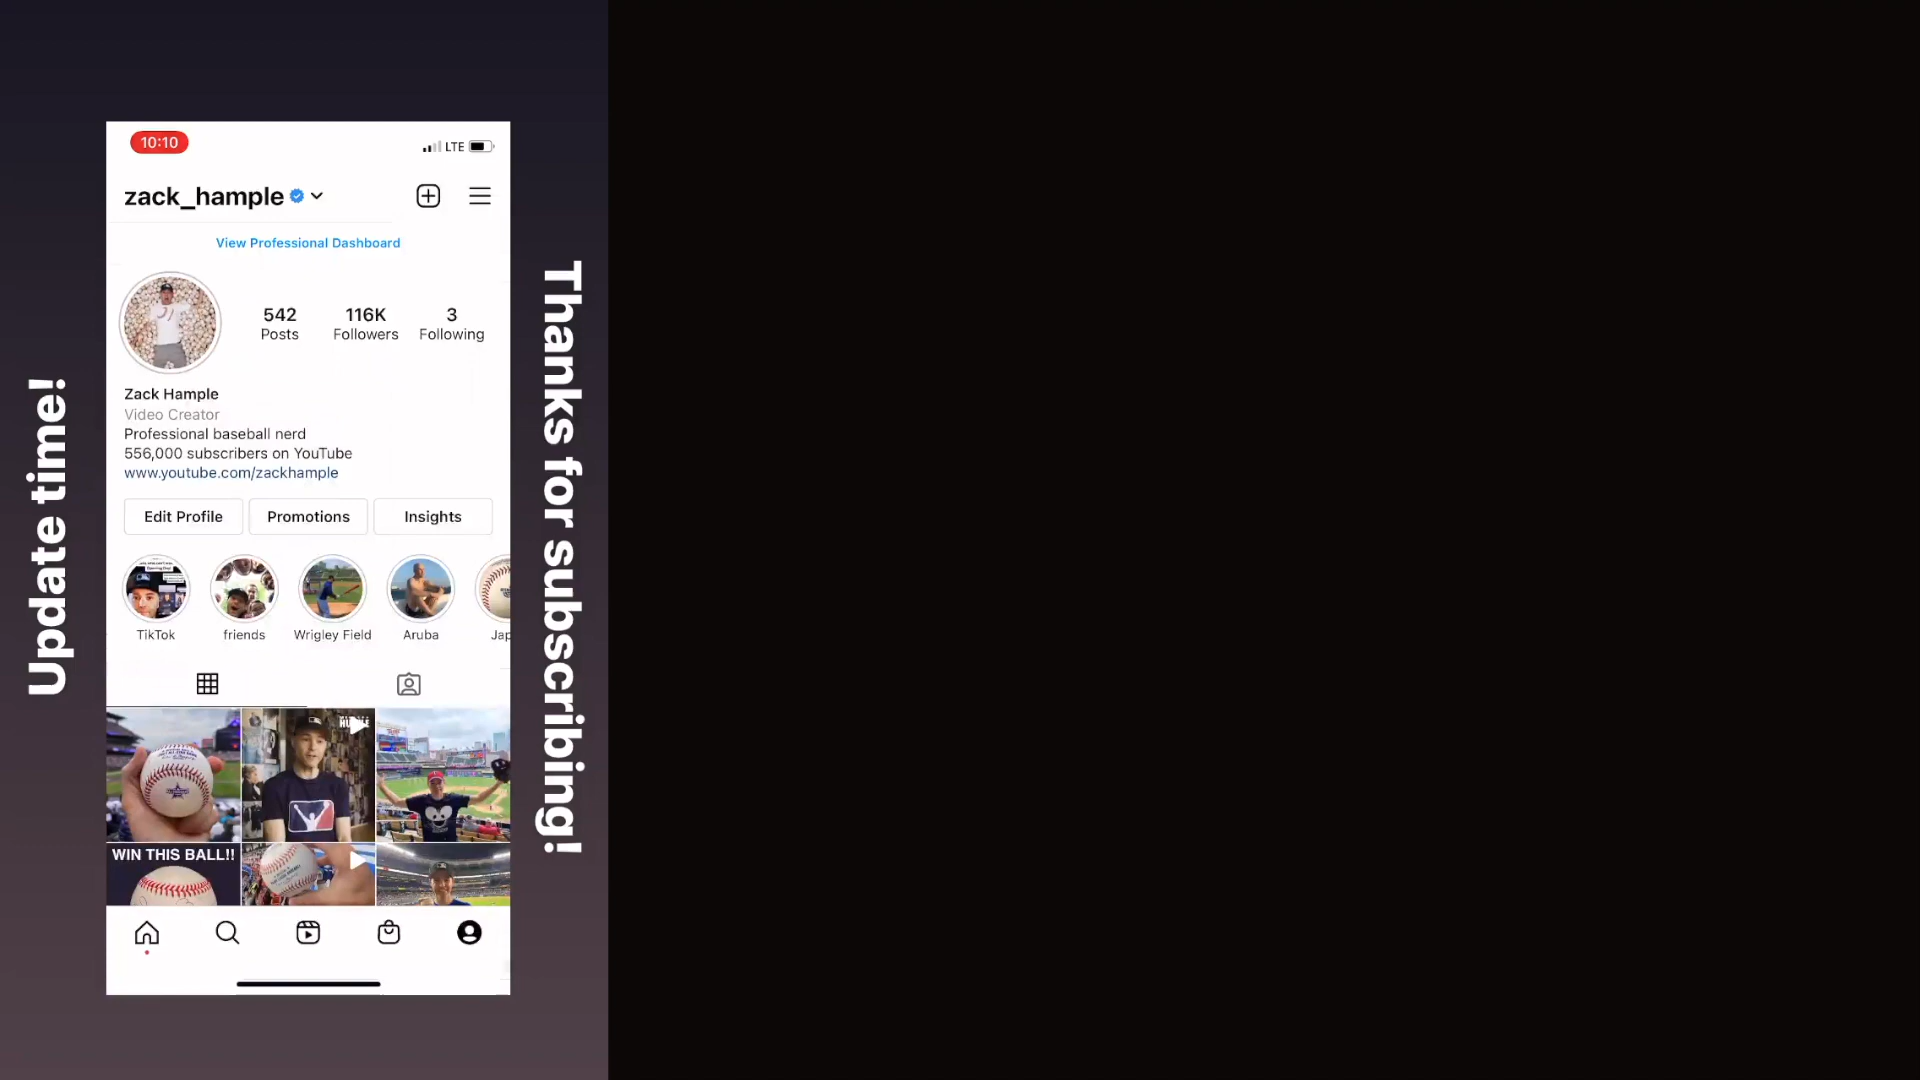 Update time!
10:10
LTE
zack_hample
View Professional Dashboard
542
Posts
116K
Followers
3
Following
Zack Hample
Video Creator
Professional baseball nerd
556,000 subscribers on YouTube
www.youtube.com/zackhample
Edit Profile
Promotions
Insights
TikTok
friends
Wrigley Field
Aruba
Jap
WIN THIS BALL!!
Thanks for subscribing!